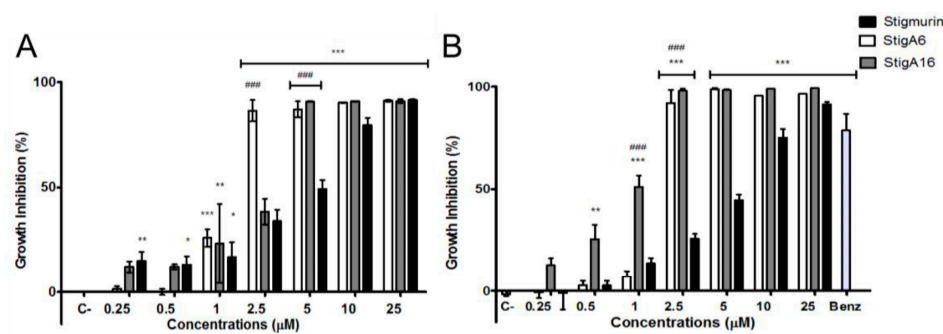 A
***
###
###
100
50
0
Growth Inhibition (%)
**
*
***
**
*
C-
0.25
0.5
1
2.5
5
10
25
Concentrations (μM)
B
###
***
***
###
***
**
100
50
0
Growth Inhibition (%)
C-
0.25
0.5
1
2.5
5
10
25
Benz
Concentrations (μM)
Stigmurin
StigA6
StigA16